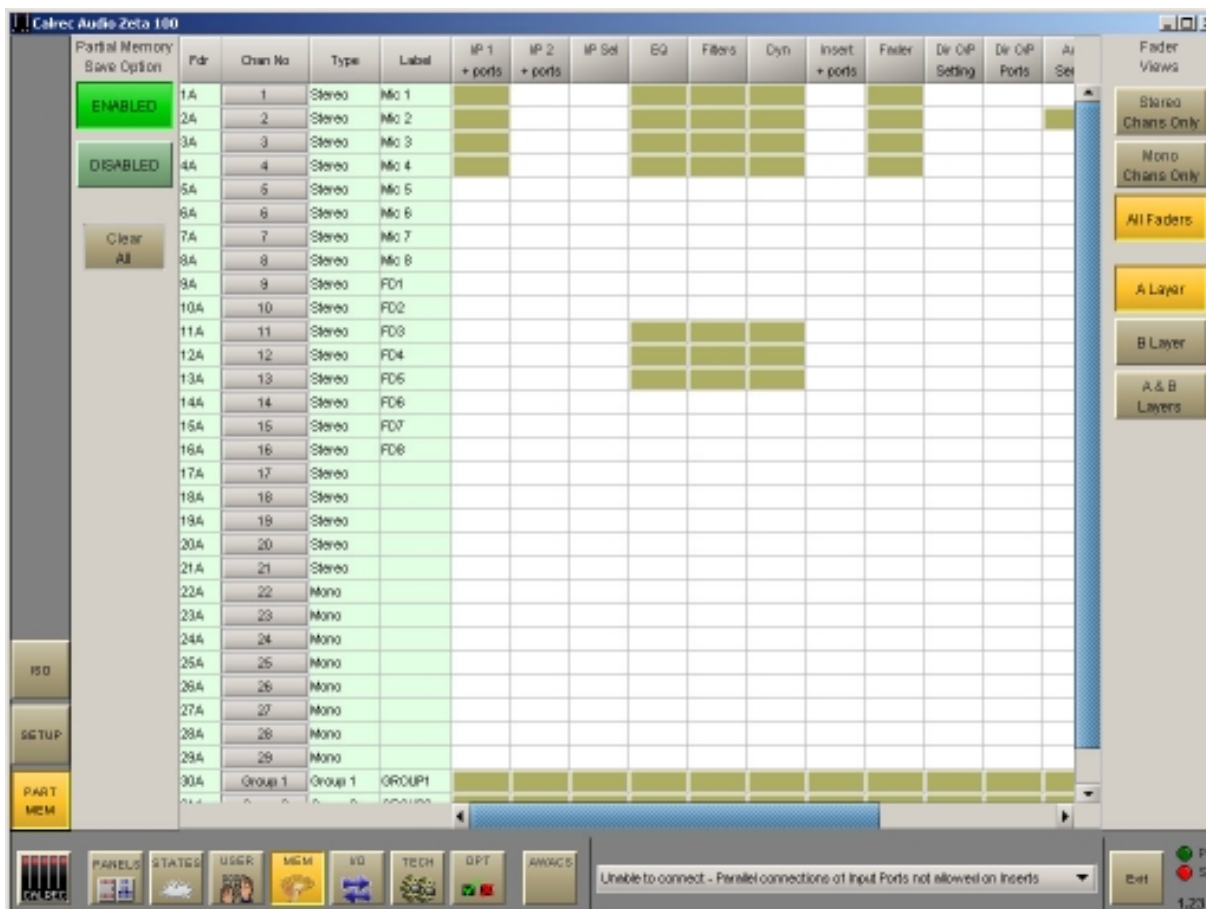 Calrec Audio Zeta 100
Partial Memory
Save Option
ENABLED
DISABLED
Clear
All
Fdr Chan No Type Label I/P 1 + ports I/P 2 + ports I/P Sel EQ Filters Dyn Insert + ports Fader Dir O/P Setting Dir O/P Ports
1A 1 Stereo Mic 1
2A 2 Stereo Mic 2
3A 3 Stereo Mic 3
4A 4 Stereo Mic 4
5A 5 Stereo Mic 5
6A 6 Stereo Mic 6
7A 7 Stereo Mic 7
8A 8 Stereo Mic 8
9A 9 Stereo FD1
10A 10 Stereo FD2
11A 11 Stereo FD3
12A 12 Stereo FD4
13A 13 Stereo FD5
14A 14 Stereo FD6
15A 15 Stereo FD7
16A 16 Stereo FD8
17A 17 Stereo
18A 18 Stereo
19A 19 Stereo
20A 20 Stereo
21A 21 Stereo
22A 22 Mono
23A 23 Mono
24A 24 Mono
25A 25 Mono
26A 26 Mono
27A 27 Mono
28A 28 Mono
29A 29 Mono
30A Group 1 Group 1 GROUP1
Fader
Views
Stereo
Chans Only
Mono
Chans Only
All Faders
A Layer
B Layer
A & B
Layers
ISO
SETUP
PART
MEM
CALREC PANELS STATES USER MEM I/O TECH OPT AWACS
Unable to connect - Parallel connections of Input Ports not allowed on Inserts
Exit
P
S
1.23